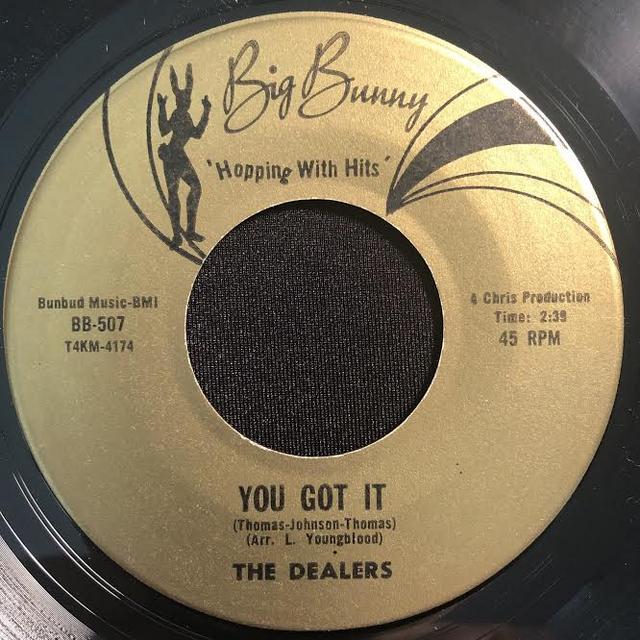 Big Bunny
'Hopping With Hits'
Bunbud Music-BMI
BB-507
T4KM-4174
4 Chris Production
Time: 2:39
45 RPM
YOU GOT IT
(Thomas-Johnson-Thomas)
(Arr. L. Youngblood)
THE DEALERS